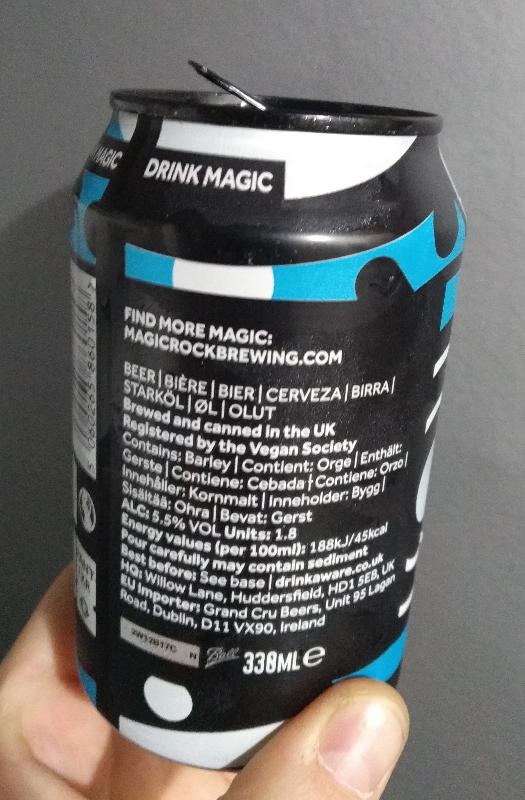 MAGIC
DRINK MAGIC
FIND MORE MAGIC:
MAGICROCKBREWING.COM
BEER | BIÈRE | BIER | CERVEZA | BIRRA |
STARKÖL | ØL | OLUT
Brewed and canned in the UK
Registered by the Vegan Society
Contains: Barley | Contient: Orge | Enthält:
Gerste | Contiene: Cebada | Contiene: Orzo |
Innehåller: Kornmalt | Inneholder: Bygg |
Sisältää: Ohra | Bevat: Gerst
ALC: 5.5% VOL Units: 1.8
Energy values (per 100ml): 188kJ/45kcal
Pour carefully may contain sediment
Best before: See base | drinkaware.co.uk
HQ: Willow Lane, Huddersfield, HD1 5EB, UK
EU Importer: Grand Cru Beers, Unit 95 Lagan
Road, Dublin, D11 VX90, Ireland
Ball
330MLe